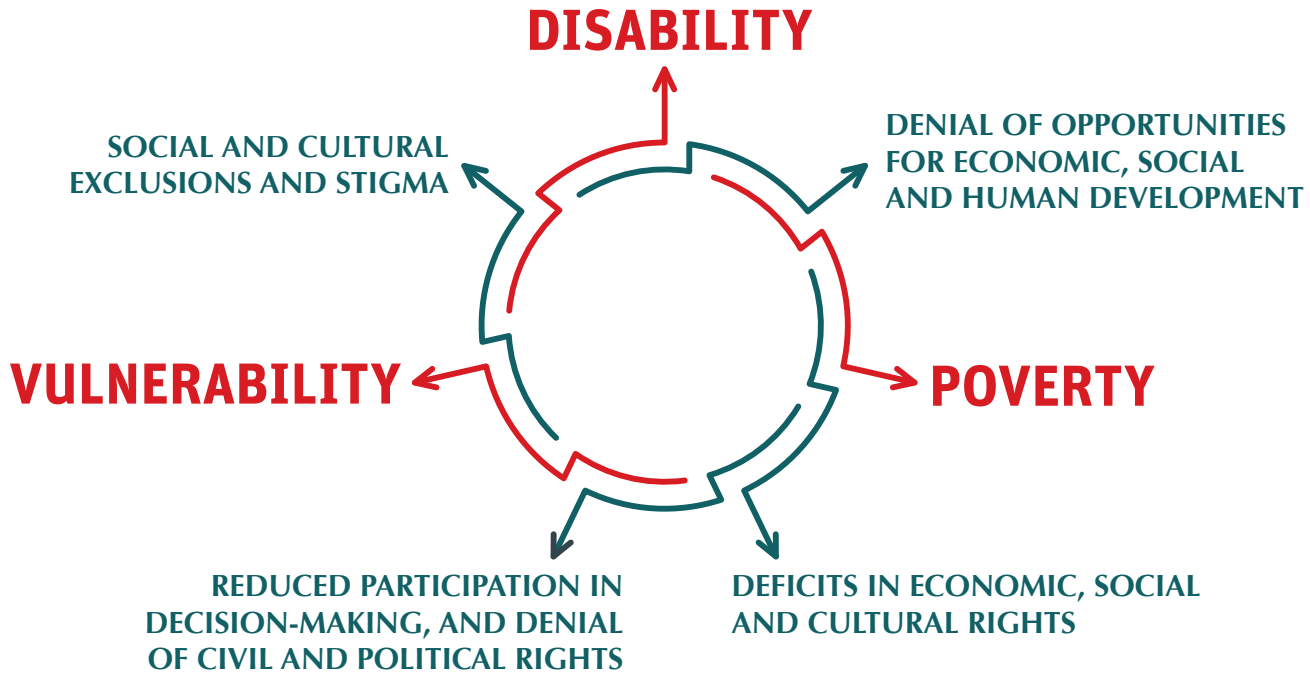 DISABILITY
SOCIAL AND CULTURAL
EXCLUSIONS AND STIGMA
DENIAL OF OPPORTUNITIES
FOR ECONOMIC, SOCIAL
AND HUMAN DEVELOPMENT
VULNERABILITY
POVERTY
REDUCED PARTICIPATION IN
DECISION-MAKING, AND DENIAL
OF CIVIL AND POLITICAL RIGHTS
DEFICITS IN ECONOMIC, SOCIAL
AND CULTURAL RIGHTS